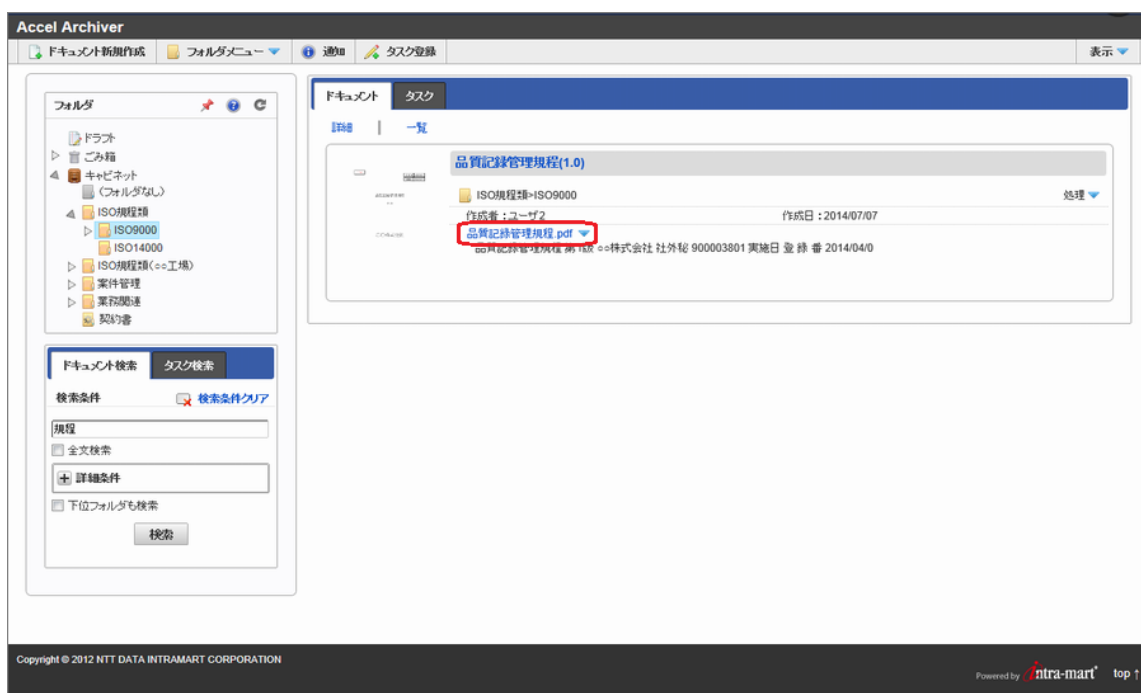 Accel Archiver
ドキュメント新規作成 フォルダメニュー 通知 タスク登録 表示
フォルダ
ドラフト
ごみ箱
キャビネット
(フォルダなし)
ISO規程類
ISO9000
ISO14000
ISO規程類(○○工場)
案件管理
業務関連
契約書
ドキュメント検索 タスク検索
検索条件 検索条件クリア
規程
全文検索
詳細条件
下位フォルダも検索
検索
ドキュメント タスク
詳細 | 一覧
品質記録管理規程(1.0)
ISO規程類>ISO9000 処理
作成者:ユーザ2 作成日:2014/07/07
品質記録管理規程.pdf
品質記録管理規程 第1版 ○○株式会社 社外秘 900003801 実施日 登 録 番 2014/04/0
Copyright © 2012 NTT DATA INTRAMART CORPORATION
Powered by intra-mart top ↑